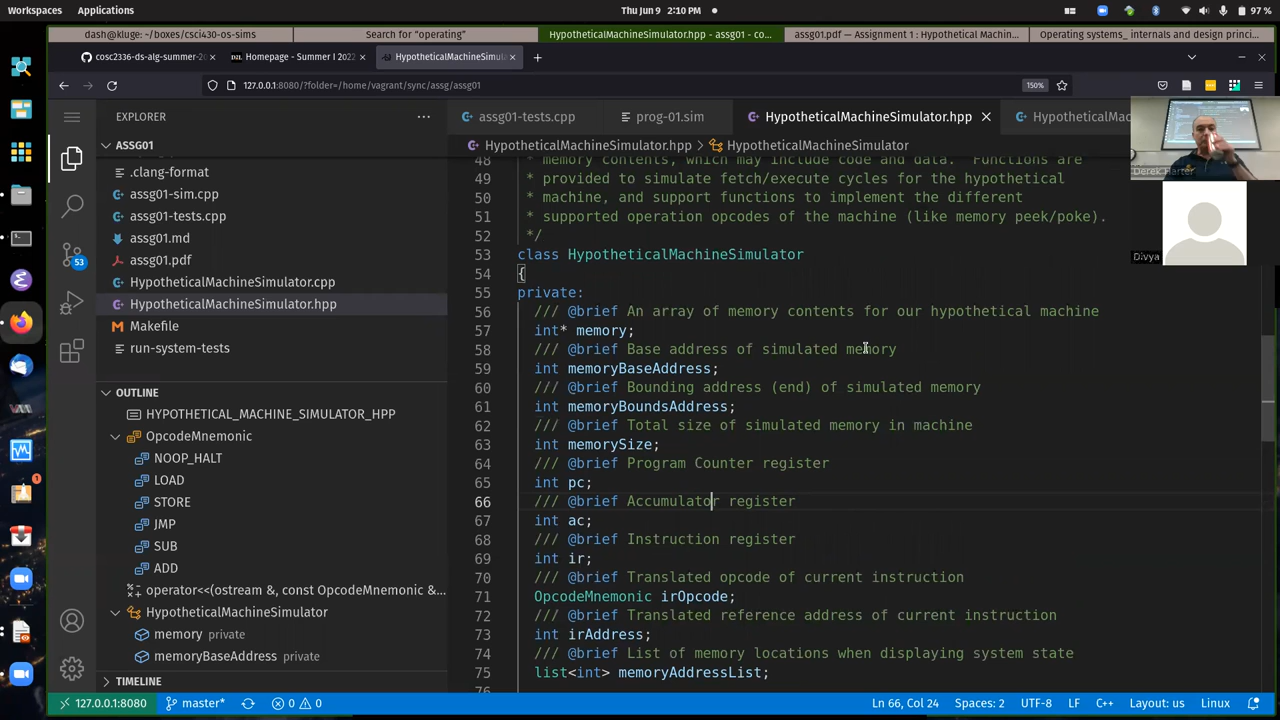 Workspaces
Applications
Thu Jun 9 2:10 PM
97 %
dash@kluge: ~/boxes/csci430-os-sims
Search for "operating"
HypotheticalMachineSimulator.hpp - assg01 - co...
assg01.pdf — Assignment 1 : Hypothetical Machin...
Operating systems_ internals and design princi...
cosc2336-ds-alg-summer-20
D2L
Homepage - Summer I 2022
HypotheticalMachineSimula
127.0.0.1:8080/?folder=/home/vagrant/sync/assg/assg01
150%
EXPLORER
ASSG01
.clang-format
assg01-sim.cpp
assg01-tests.cpp
assg01.md
assg01.pdf
HypotheticalMachineSimulator.cpp
HypotheticalMachineSimulator.hpp
Makefile
run-system-tests
53
1
OUTLINE
HYPOTHETICAL_MACHINE_SIMULATOR_HPP
OpcodeMnemonic
NOOP_HALT
LOAD
STORE
JMP
SUB
ADD
operator<<(ostream &, const OpcodeMnemonic &...
HypotheticalMachineSimulator
memory private
memoryBaseAddress private
TIMELINE
assg01-tests.cpp
prog-01.sim
HypotheticalMachineSimulator.hpp
HypotheticalMac
HypotheticalMachineSimulator.hpp > HypotheticalMachineSimulator
48 * memory contents, which may include code and data. Functions are
49 * provided to simulate fetch/execute cycles for the hypothetical
50 * machine, and support functions to implement the different
51 * supported operation opcodes of the machine (like memory peek/poke).
52 */
53 class HypotheticalMachineSimulator
54 {
55 private:
56 /// @brief An array of memory contents for our hypothetical machine
57 int* memory;
58 /// @brief Base address of simulated memory
59 int memoryBaseAddress;
60 /// @brief Bounding address (end) of simulated memory
61 int memoryBoundsAddress;
62 /// @brief Total size of simulated memory in machine
63 int memorySize;
64 /// @brief Program Counter register
65 int pc;
66 /// @brief Accumulator register
67 int ac;
68 /// @brief Instruction register
69 int ir;
70 /// @brief Translated opcode of current instruction
71 OpcodeMnemonic irOpcode;
72 /// @brief Translated reference address of current instruction
73 int irAddress;
74 /// @brief List of memory locations when displaying system state
75 list<int> memoryAddressList;
76
Derek Harter
Divya
127.0.0.1:8080
master*
0
0
Ln 66, Col 24
Spaces: 2
UTF-8
LF
C++
Layout: us
Linux